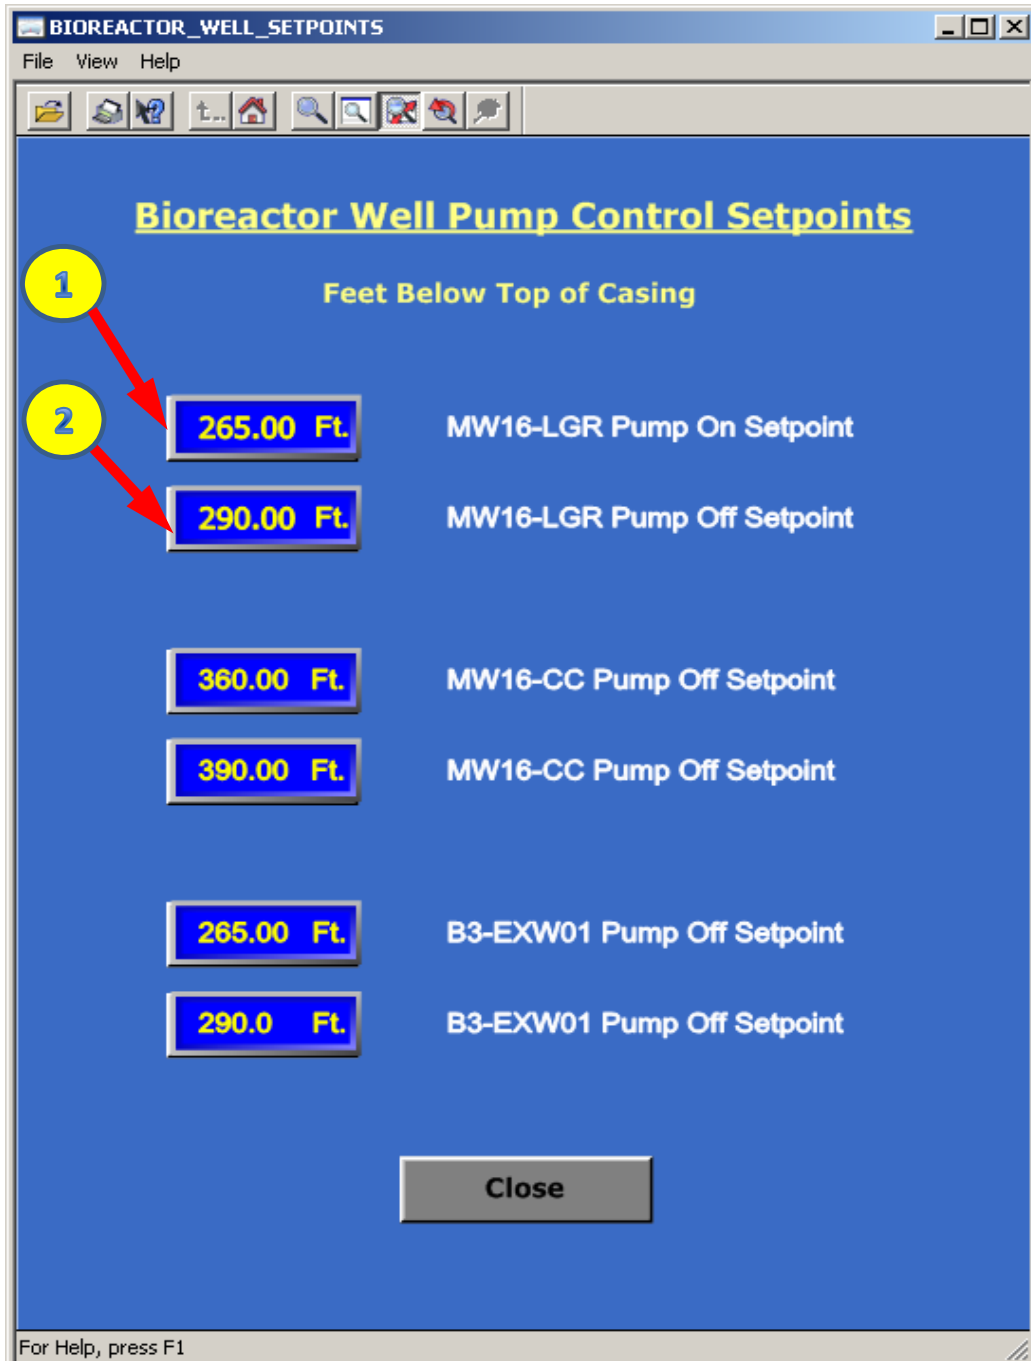 BIOREACTOR_WELL_SETPOINTS
File View Help
t...
Bioreactor Well Pump Control Setpoints
Feet Below Top of Casing
1
265.00 Ft. MW16-LGR Pump On Setpoint
2
290.00 Ft. MW16-LGR Pump Off Setpoint
360.00 Ft. MW16-CC Pump Off Setpoint
390.00 Ft. MW16-CC Pump Off Setpoint
265.00 Ft. B3-EXW01 Pump Off Setpoint
290.0 Ft. B3-EXW01 Pump Off Setpoint
Close
For Help, press F1